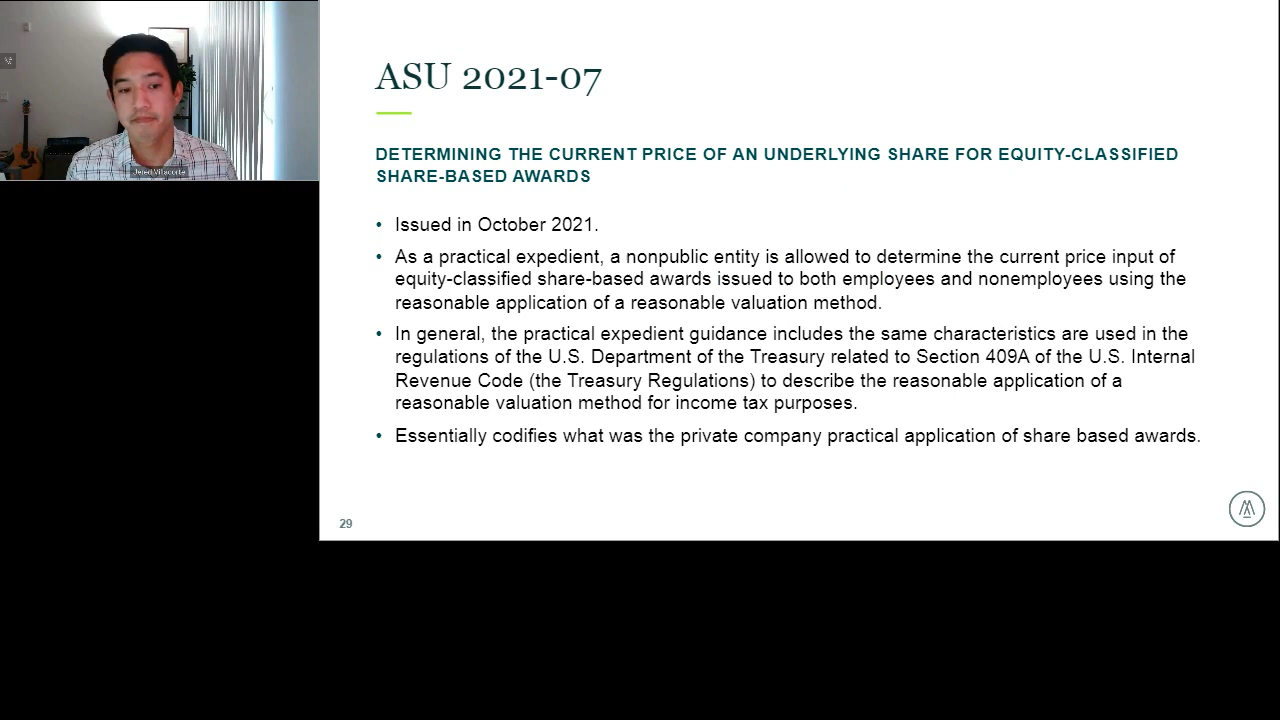 Jered Villacorte
ASU 2021-07
DETERMINING THE CURRENT PRICE OF AN UNDERLYING SHARE FOR EQUITY-CLASSIFIED
SHARE-BASED AWARDS
• Issued in October 2021.
• As a practical expedient, a nonpublic entity is allowed to determine the current price input of
equity-classified share-based awards issued to both employees and nonemployees using the
reasonable application of a reasonable valuation method.
• In general, the practical expedient guidance includes the same characteristics are used in the
regulations of the U.S. Department of the Treasury related to Section 409A of the U.S. Internal
Revenue Code (the Treasury Regulations) to describe the reasonable application of a
reasonable valuation method for income tax purposes.
• Essentially codifies what was the private company practical application of share based awards.
29